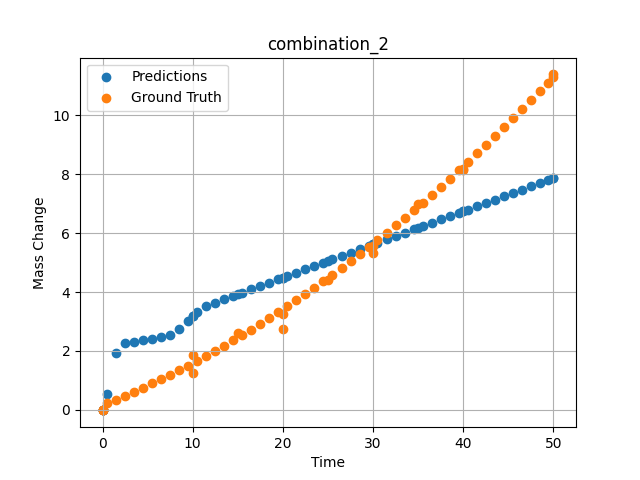 combination_2
Predictions
Ground Truth
Mass Change
10
8
6
4
2
0
0 10 20 30 40 50
Time